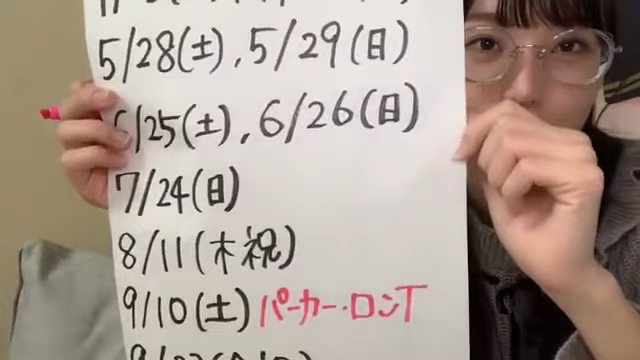 5/28(土), 5/29(日)
6/25(土), 6/26(日)
7/24(日)
8/11(木祝)
9/10(土) パーカー・ロンT